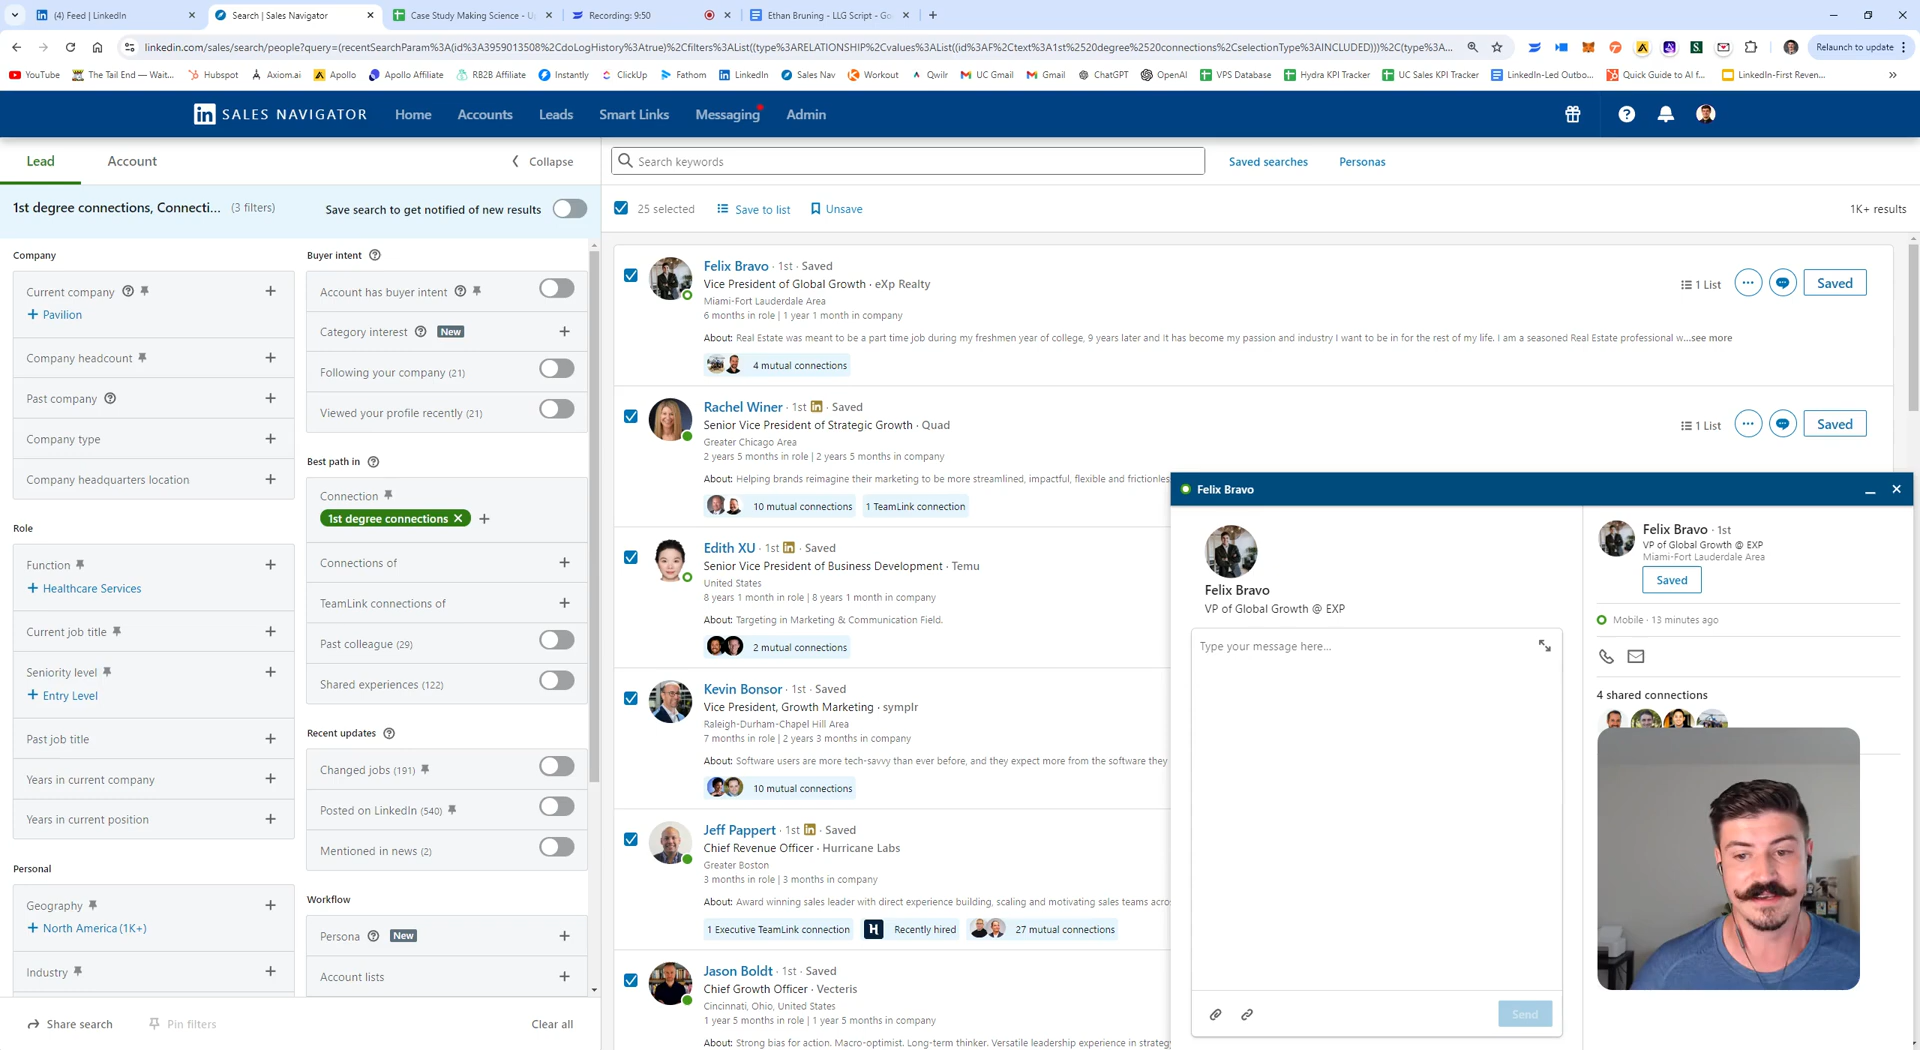 (4) Feed | LinkedIn
Search | Sales Navigator
Case Study Making Science - U
Recording: 9:50
Ethan Bruning - LLG Script - Go
linkedin.com/sales/search/people?query=(recentSearchParam%3A(id%3A3959013508%2CdoLogHistory%3Atrue)%2Cfilters%3AList((type%3ARELATIONSHIP%2Cvalues%3AList((id%3AF%2Ctext%3A1st%2520degree%2520connections%2CselectionType%3AINCLUDED)))%2C(type%3A...
Relaunch to update
YouTube
The Tail End — Wait...
Hubspot
Axiom.ai
Apollo
Apollo Affiliate
RB2B Affiliate
Instantly
ClickUp
Fathom
LinkedIn
Sales Nav
Workout
Qwilr
UC Gmail
Gmail
ChatGPT
OpenAI
VPS Database
Hydra KPI Tracker
UC Sales KPI Tracker
LinkedIn-Led Outbo...
Quick Guide to AI f...
LinkedIn-First Reven...
in SALES NAVIGATOR
Home
Accounts
Leads
Smart Links
Messaging
Admin
Lead
Account
Collapse
Search keywords
Saved searches
Personas
1st degree connections, Connecti... (3 filters)
Save search to get notified of new results
25 selected
Save to list
Unsave
1K+ results
Company
Current company
+ Pavilion
Company headcount
Past company
Company type
Company headquarters location
Role
Function
+ Healthcare Services
Current job title
Seniority level
+ Entry Level
Past job title
Years in current company
Years in current position
Personal
Geography
+ North America (1K+)
Industry
Buyer intent
Account has buyer intent
Category interest New
Following your company (21)
Viewed your profile recently (21)
Best path in
Connection
1st degree connections
Connections of
TeamLink connections of
Past colleague (29)
Shared experiences (122)
Recent updates
Changed jobs (191)
Posted on LinkedIn (540)
Mentioned in news (2)
Workflow
Persona New
Account lists
Share search
Pin filters
Clear all
Felix Bravo · 1st · Saved
Vice President of Global Growth · eXp Realty
Miami-Fort Lauderdale Area
6 months in role | 1 year 1 month in company
About: Real Estate was meant to be a part time job during my freshmen year of college, 9 years later and it has become my passion and industry I want to be in for the rest of my life. I am a seasoned Real Estate professional w...see more
4 mutual connections
1 List
Saved
Rachel Winer · 1st · Saved
Senior Vice President of Strategic Growth · Quad
Greater Chicago Area
2 years 5 months in role | 2 years 5 months in company
About: Helping brands reimagine their marketing to be more streamlined, impactful, flexible and frictionles
10 mutual connections
1 TeamLink connection
1 List
Saved
Edith XU · 1st · Saved
Senior Vice President of Business Development · Temu
United States
8 years 1 month in role | 8 years 1 month in company
About: Targeting in Marketing & Communication Field.
2 mutual connections
Kevin Bonsor · 1st · Saved
Vice President, Growth Marketing · symplr
Raleigh-Durham-Chapel Hill Area
7 months in role | 2 years 3 months in company
About: Software users are more tech-savvy than ever before, and they expect more from the software they
10 mutual connections
Jeff Pappert · 1st · Saved
Chief Revenue Officer · Hurricane Labs
Greater Boston
3 months in role | 3 months in company
About: Award winning sales leader with direct experience building, scaling and motivating sales teams acro
1 Executive TeamLink connection
H
Recently hired
27 mutual connections
Jason Boldt · 1st · Saved
Chief Growth Officer · Vecteris
Cincinnati, Ohio, United States
1 year 5 months in role | 1 year 5 months in company
About: Strong bias for action. Macro-optimist. Long-term thinker. Versatile leadership experience in strateg
Felix Bravo
Felix Bravo
VP of Global Growth @ EXP
Type your message here...
Send
Felix Bravo · 1st
VP of Global Growth @ EXP
Miami-Fort Lauderdale Area
Saved
Mobile · 13 minutes ago
4 shared connections